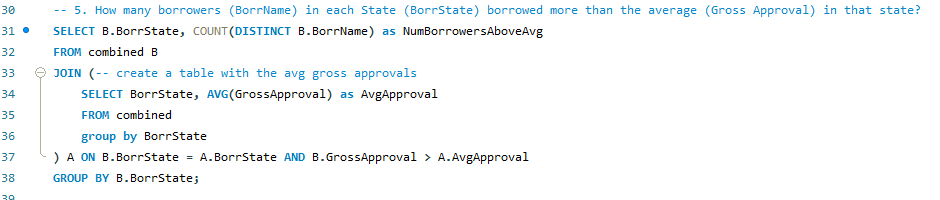 30 -- 5. How many borrowers (BorrName) in each State (BorrState) borrowed more than the average (Gross Approval) in that state?
31 SELECT B.BorrState, COUNT(DISTINCT B.BorrName) as NumBorrowersAboveAvg
32 FROM combined B
33 JOIN (-- create a table with the avg gross approvals
34 SELECT BorrState, AVG(GrossApproval) as AvgApproval
35 FROM combined
36 group by BorrState
37 ) A ON B.BorrState = A.BorrState AND B.GrossApproval > A.AvgApproval
38 GROUP BY B.BorrState;
39